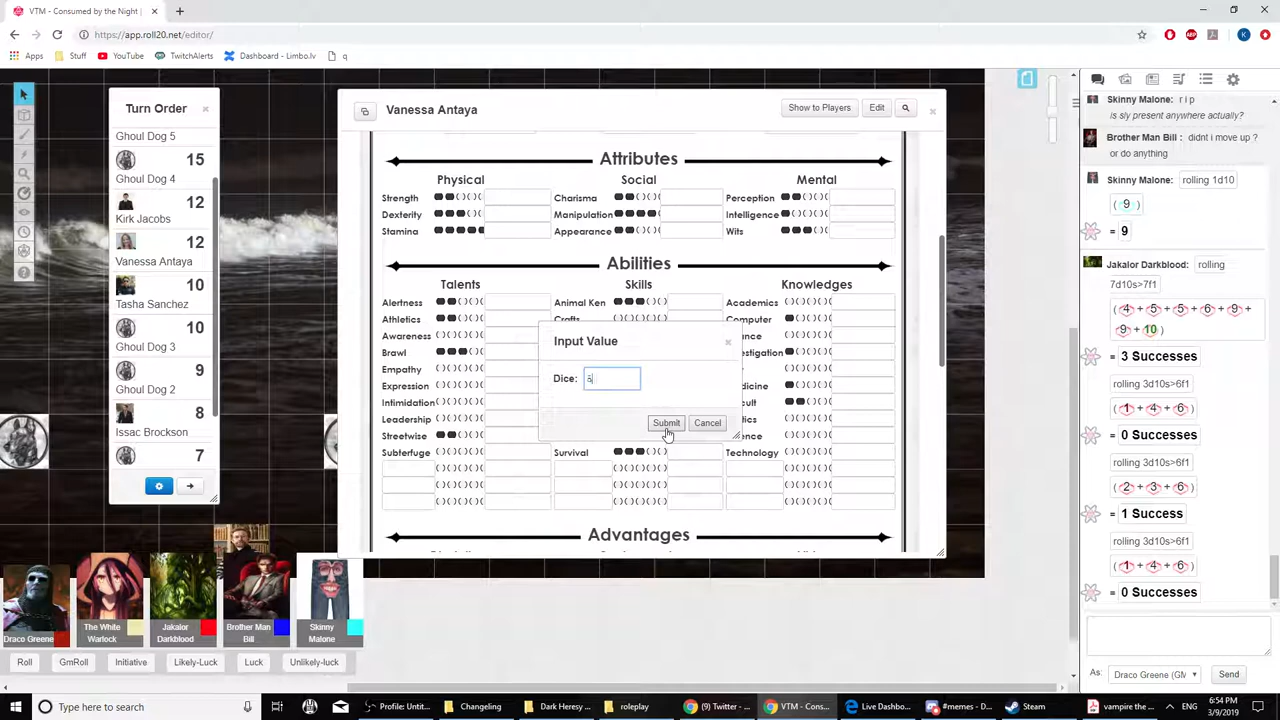 VTM - Consumed by the Night |
https://app.roll20.net/editor/
Apps
Stuff
YouTube
TwitchAlerts
Dashboard - Limbo.lv
q
Turn Order
Ghoul Dog 5
15
Ghoul Dog 4
12
Kirk Jacobs
12
Vanessa Antaya
10
Tasha Sanchez
10
Ghoul Dog 3
9
Ghoul Dog 2
8
Issac Brockson
7
Vanessa Antaya
Show to Players
Edit
Attributes
Physical
Social
Mental
Strength
Charisma
Perception
Dexterity
Manipulation
Intelligence
Stamina
Appearance
Wits
Abilities
Talents
Skills
Knowledges
Alertness
Animal Ken
Academics
Athletics
Crafts
Computer
Awareness
Brawl
Empathy
Expression
Intimidation
Leadership
Streetwise
Subterfuge
Survival
Technology
Advantages
Input Value
Dice: 5
Submit
Cancel
Skinny Malone: r i p
is sly present anywhere actually?
Brother Man Bill : didnt i move up ?
or do anything
Skinny Malone: rolling 1d10
( 9 )
= 9
Jakalor Darkblood: rolling
7d10s>7f1
( 4 + 5 + 5 + 6 + 9 +
9 + 10 )
= 3 Successes
rolling 3d10s>6f1
( 1 + 4 + 6 )
= 0 Successes
rolling 3d10s>6f1
( 2 + 3 + 6 )
= 1 Success
rolling 3d10s>6f1
( 1 + 4 + 6 )
= 0 Successes
As: Draco Greene (GM
Send
Draco Greene
The White Warlock
Jakalor Darkblood
Brother Man Bill
Skinny Malone
Roll
GmRoll
Initiative
Likely-Luck
Luck
Unlikely-luck
Type here to search
Profile: Untit...
Changeling
Dark Heresy ...
roleplay
(9) Twitter - ...
VTM - Cons...
Live Dashbo...
#memes - D...
Steam
vampire the ...
ENG
6:54 PM
3/9/2019